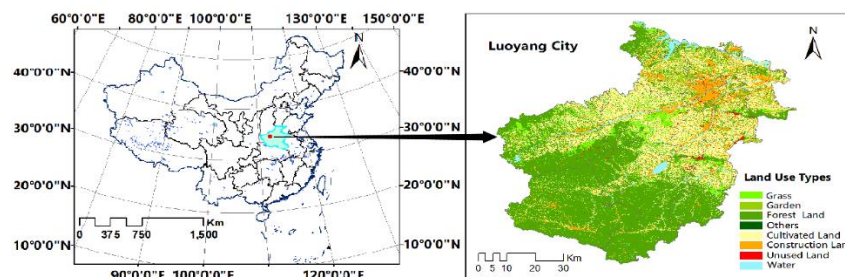 60°0'0"E 90°0'0"E 100°0'0"E 130°0'0"E 150°0'0"E
N
40°0'0"N 40°0'0"N
30°0'0"N 30°0'0"N
20°0'0"N 20°0'0"N
Km
0 375 750 1,500
10°0'0"N 10°0'0"N
90°0'0"E 100°0'0"E 120°0'0"E
Luoyang City
N
Land Use Types
Grass
Garden
Forest Land
Others
Cultivated Land
Construction Lan
Unused Land
Water
Km
0 5 10 20 30